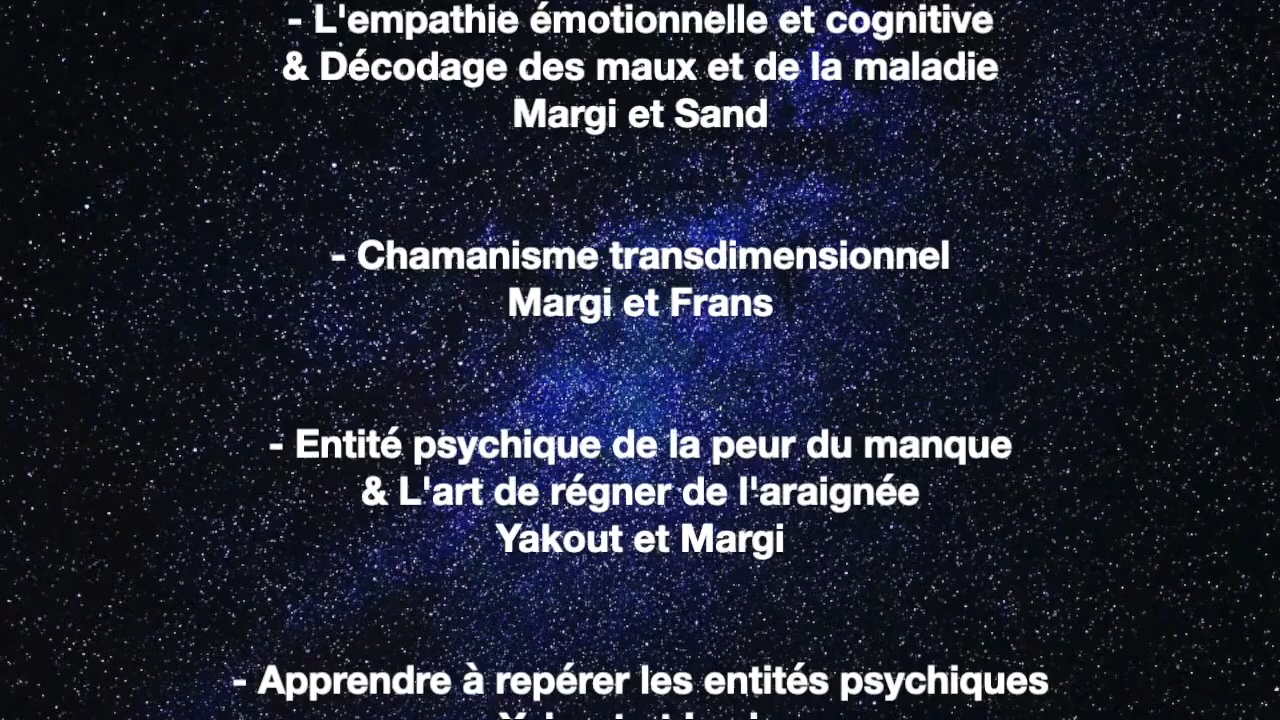 - L'empathie émotionnelle et cognitive
& Décodage des maux et de la maladie
Margi et Sand
- Chamanisme transdimensionnel
Margi et Frans
- Entité psychique de la peur du manque
& L'art de régner de l'araignée
Yakout et Margi
- Apprendre à repérer les entités psychiques